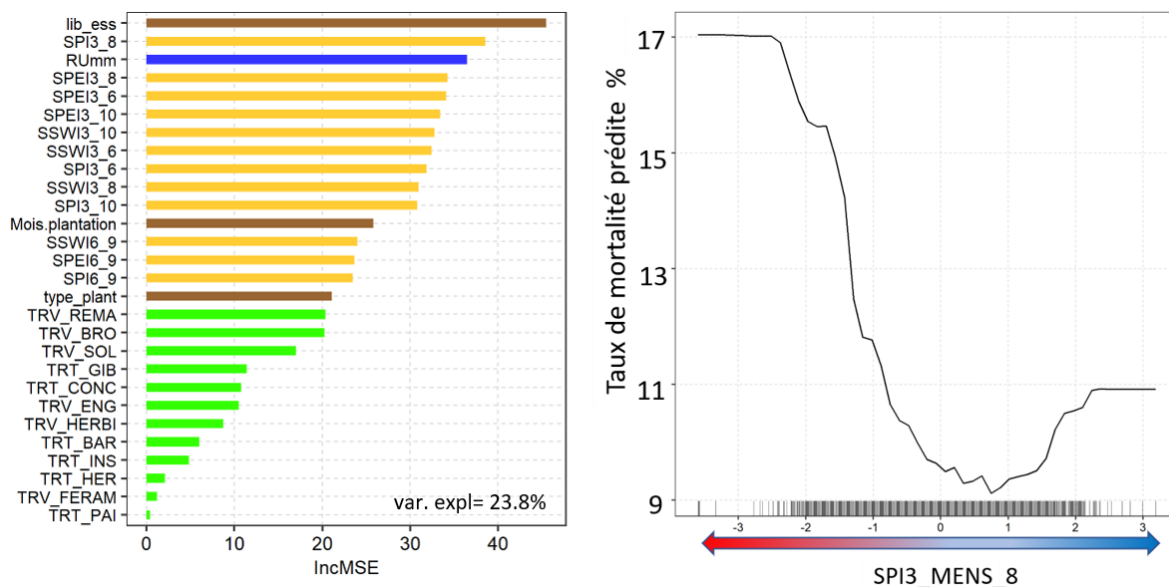 lib_ess
SPI3_8
RUmm
SPEI3_8
SPEI3_6
SPEI3_10
SSWI3_10
SSWI3_6
SPI3_6
SSWI3_8
SPI3_10
Mois.plantation
SSWI6_9
SPEI6_9
SPI6_9
type_plant
TRV_REMA
TRV_BRO
TRV_SOL
TRT_GIB
TRT_CONC
TRV_ENG
TRV_HERBI
TRT_BAR
TRT_INS
TRT_HER
TRV_FERAM
TRT_PAI
var. expl= 23.8%
0 10 20 30 40
IncMSE
Taux de mortalité prédite %
17
15
13
11
9
-3 -2 -1 0 1 2 3
SPI3_MENS_8